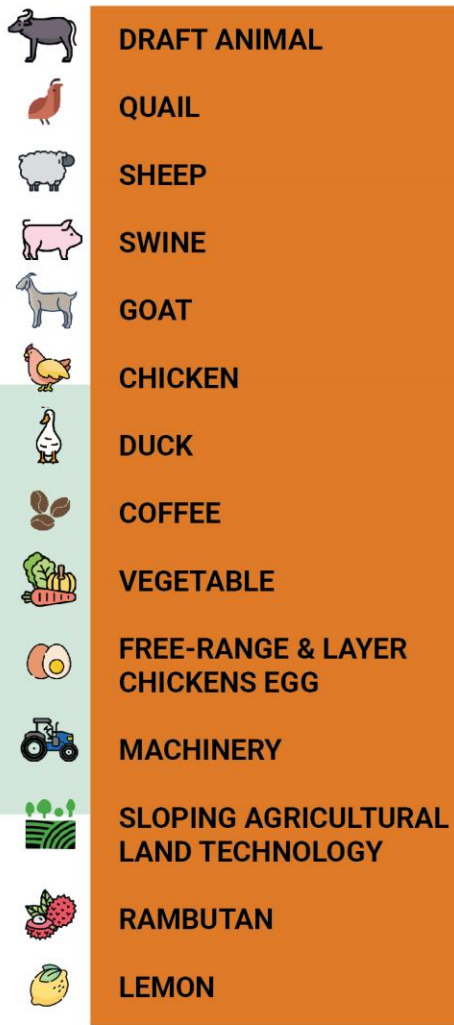 DRAFT ANIMAL
QUAIL
SHEEP
SWINE
GOAT
CHICKEN
DUCK
COFFEE
VEGETABLE
FREE-RANGE & LAYER
CHICKENS EGG
MACHINERY
SLOPING AGRICULTURAL
LAND TECHNOLOGY
RAMBUTAN
LEMON